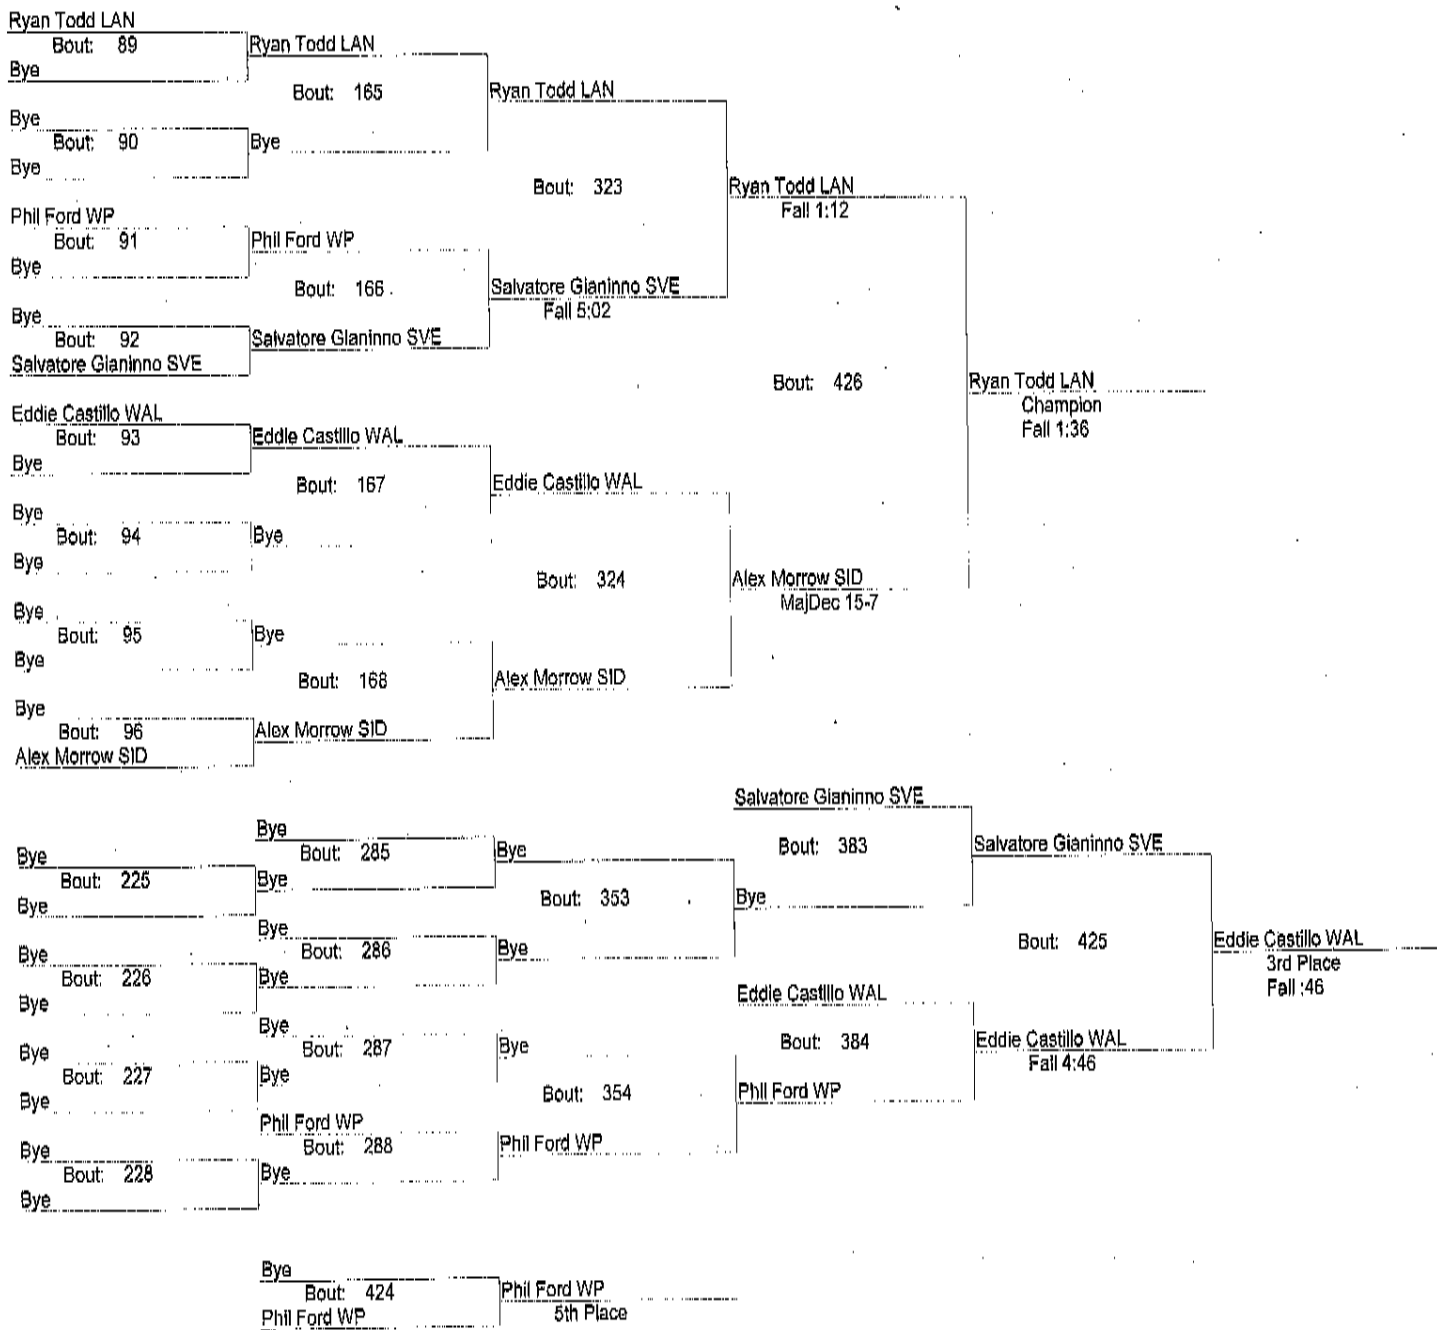 Ryan Todd LAN
Bout: 89
Bye
Ryan Todd LAN
Bout: 165
Bye
Bout: 90
Bye
Bye
Ryan Todd LAN
Bout: 323
Phil Ford WP
Bout: 91
Bye
Phil Ford WP
Bout: 166
Bye
Bout: 92
Salvatore Gianinno SVE
Salvatore Gianinno SVE
Salvatore Gianinno SVE
Fall 5:02
Ryan Todd LAN
Fall 1:12
Bout: 426
Eddie Castillo WAL
Bout: 93
Bye
Eddie Castillo WAL
Bout: 167
Bye
Bout: 94
Bye
Bye
Eddie Castillo WAL
Bout: 324
Bye
Bout: 95
Bye
Bye
Bout: 168
Bye
Bout: 96
Alex Morrow SID
Alex Morrow SID
Alex Morrow SID
Alex Morrow SID
MajDec 15-7
Ryan Todd LAN
Champion
Fall 1:36
Bye
Bout: 225
Bye
Bye
Bout: 285
Bye
Bye
Bout: 353
Bye
Bout: 226
Bye
Bye
Bout: 286
Bye
Bye
Salvatore Gianinno SVE
Bout: 383
Bye
Salvatore Gianinno SVE
Bout: 425
Bye
Bout: 227
Bye
Bye
Bout: 287
Bye
Bye
Bout: 354
Bye
Bout: 228
Bye
Phil Ford WP
Bout: 288
Bye
Phil Ford WP
Eddie Castillo WAL
Bout: 384
Phil Ford WP
Eddie Castillo WAL
Fall 4:46
Eddie Castillo WAL
3rd Place
Fall :46
Bye
Bout: 424
Phil Ford WP
Phil Ford WP
5th Place